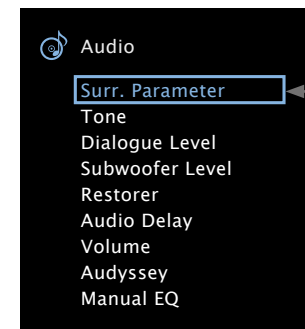 Audio
Surr. Parameter
Tone
Dialogue Level
Subwoofer Level
Restorer
Audio Delay
Volume
Audyssey
Manual EQ